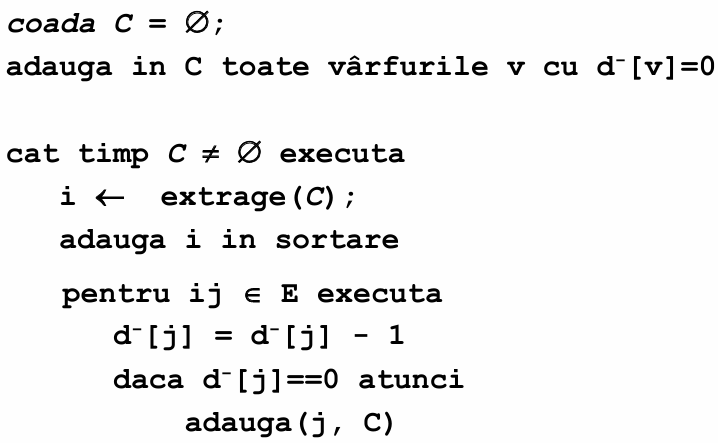 coada C = ∅;
adauga in C toate vârfurile v cu d⁻[v]=0
cat timp C ≠ ∅ executa
i ← extrage(C);
adauga i in sortare
pentru ij ∈ E executa
d⁻[j] = d⁻[j] - 1
daca d⁻[j]==0 atunci
adauga(j, C)